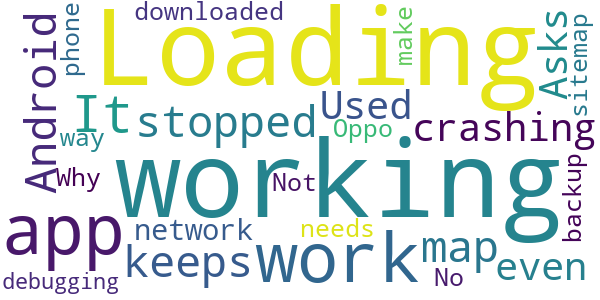 downloaded
Loading
phone
make
Android
Asks
sitemap
It
stopped
Used
Oppo
crashing
way
working
Why
Not
backup
app
network
needs
map
keeps
work
even
No
debugging